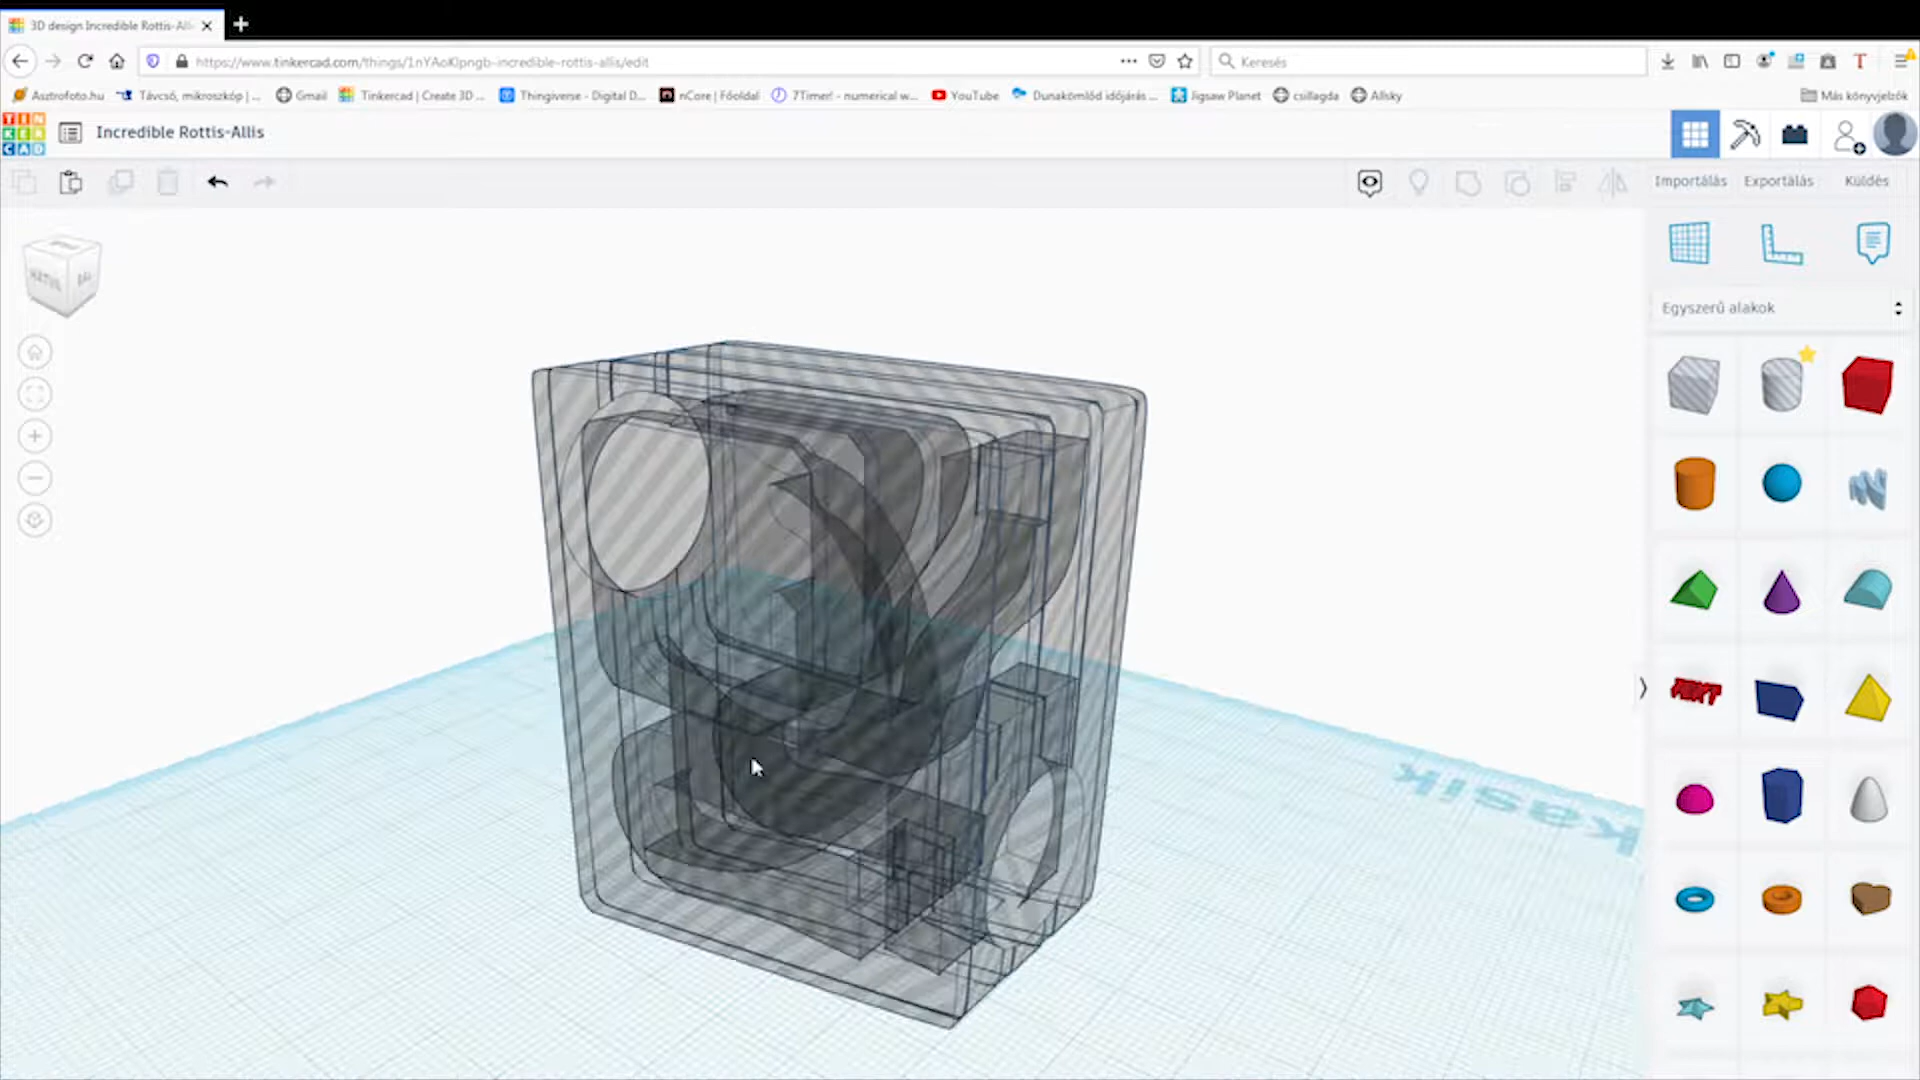 3D design Incredible Rottis-Alli
https://www.tinkercad.com/things/1nYAoKlpngb-incredible-rottis-allis/edit
Keresés
Asztrofoto.hu
Távcső, mikroszkóp | ...
Gmail
Tinkercad | Create 3D ...
Thingiverse - Digital D...
nCore | Főoldal
7Timer! - numerical w...
YouTube
Dunakömlőd időjárás ...
Jigsaw Planet
csillagda
Allsky
Más könyvjelzők
TIN
KER
CAD
Incredible Rottis-Allis
Importálás
Exportálás
Küldés
Egyszerű alakok
TEXT